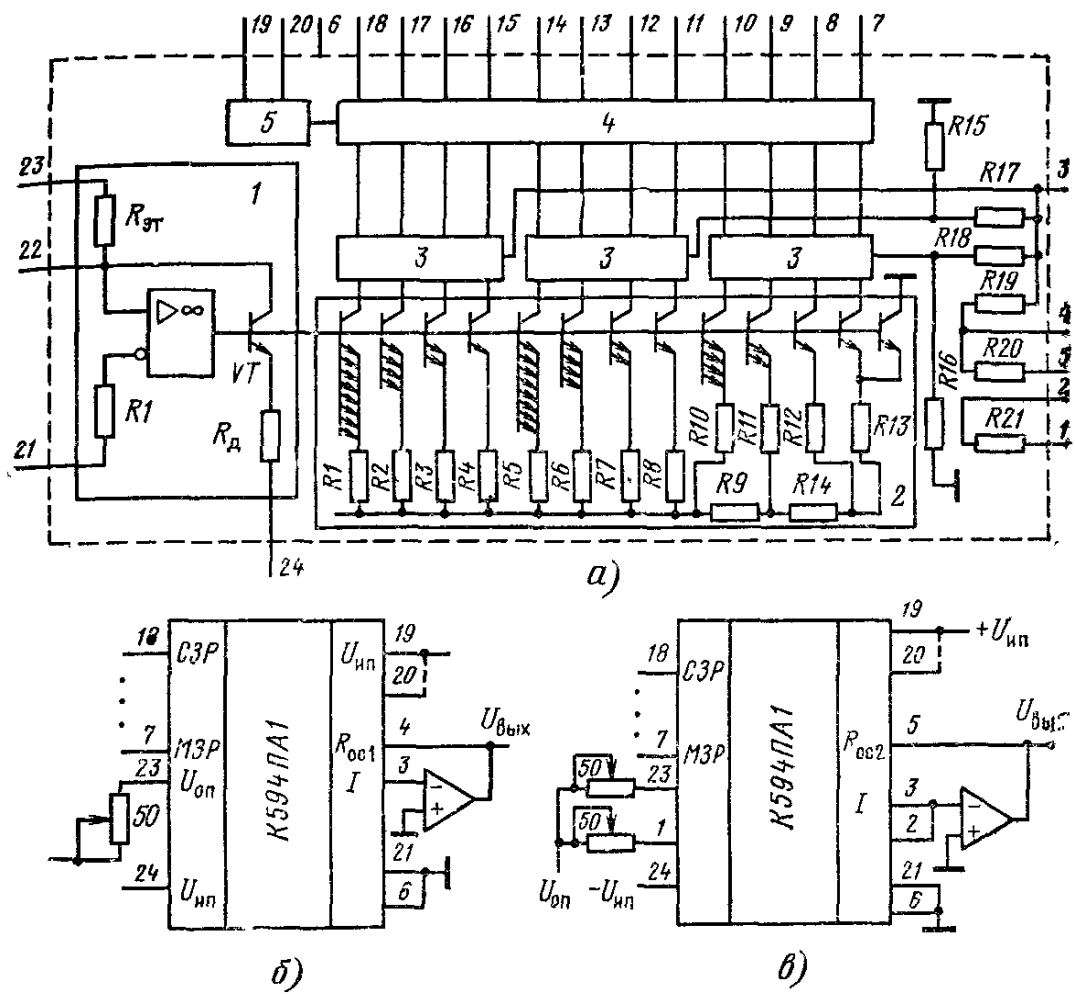 19 20 6 18 17 16 15 14 13 12 11 10 9 8 7
5 4 R15
23 1 R17 3
Rэт
22 3 3 3 R18
R19
▷∞ 4
VT R20 5
R16 2
R1 Rд R10 R11 R12 R13 R21 1
21 R1 R2 R3 R4 R5 R6 R7 R8 R9 R14 2
24
а)
18 СЗР Uип 19
20
7 МЗР К594ПА1 Rос1 4 Uвых
23 Uоп I 3 − +
50 21
24 Uип 6
б)
19 +Uип
18 СЗР 20
7 МЗР К594ПА1 Rос2 5
50 23 I 3 − +
50 1 2
Uоп −Uип 24 21
6
в)